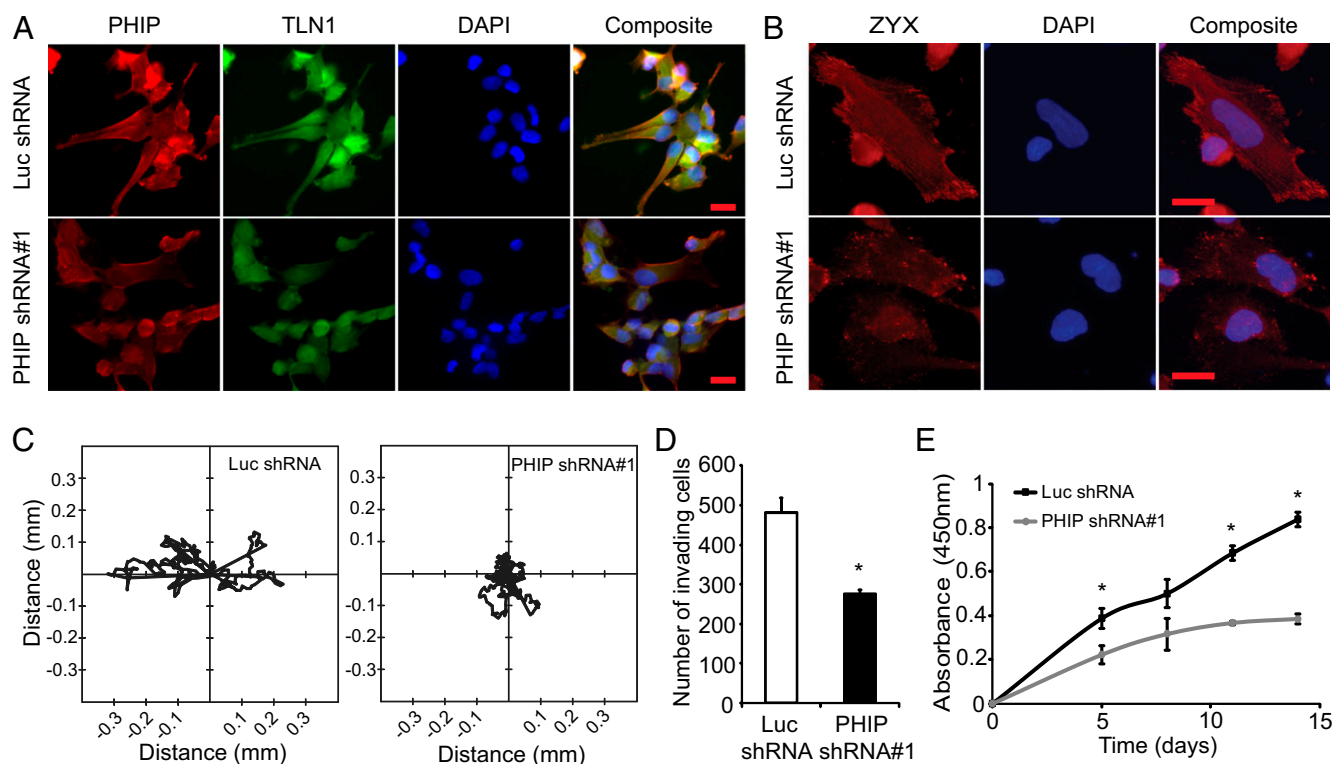 A PHIP TLN1 DAPI Composite
Luc shRNA
PHIP shRNA#1
B ZYX DAPI Composite
Luc shRNA
PHIP shRNA#1
C
Luc shRNA
Distance (mm)
0.3
0.2
0.1
0
-0.1
-0.2
-0.3
-0.3 -0.2 -0.1 0.1 0.2 0.3
Distance (mm)
PHIP shRNA#1
0.3
0.2
0.1
0
-0.1
-0.2
-0.3
-0.3 -0.2 -0.1 0.1 0.2 0.3
Distance (mm)
D
Number of invading cells
600
500
400
300
200
100
0
*
Luc PHIP
shRNA shRNA#1
E
Absorbance (450nm)
1
0.8
0.6
0.4
0.2
0
Luc shRNA
PHIP shRNA#1
* * *
0 5 10 15
Time (days)